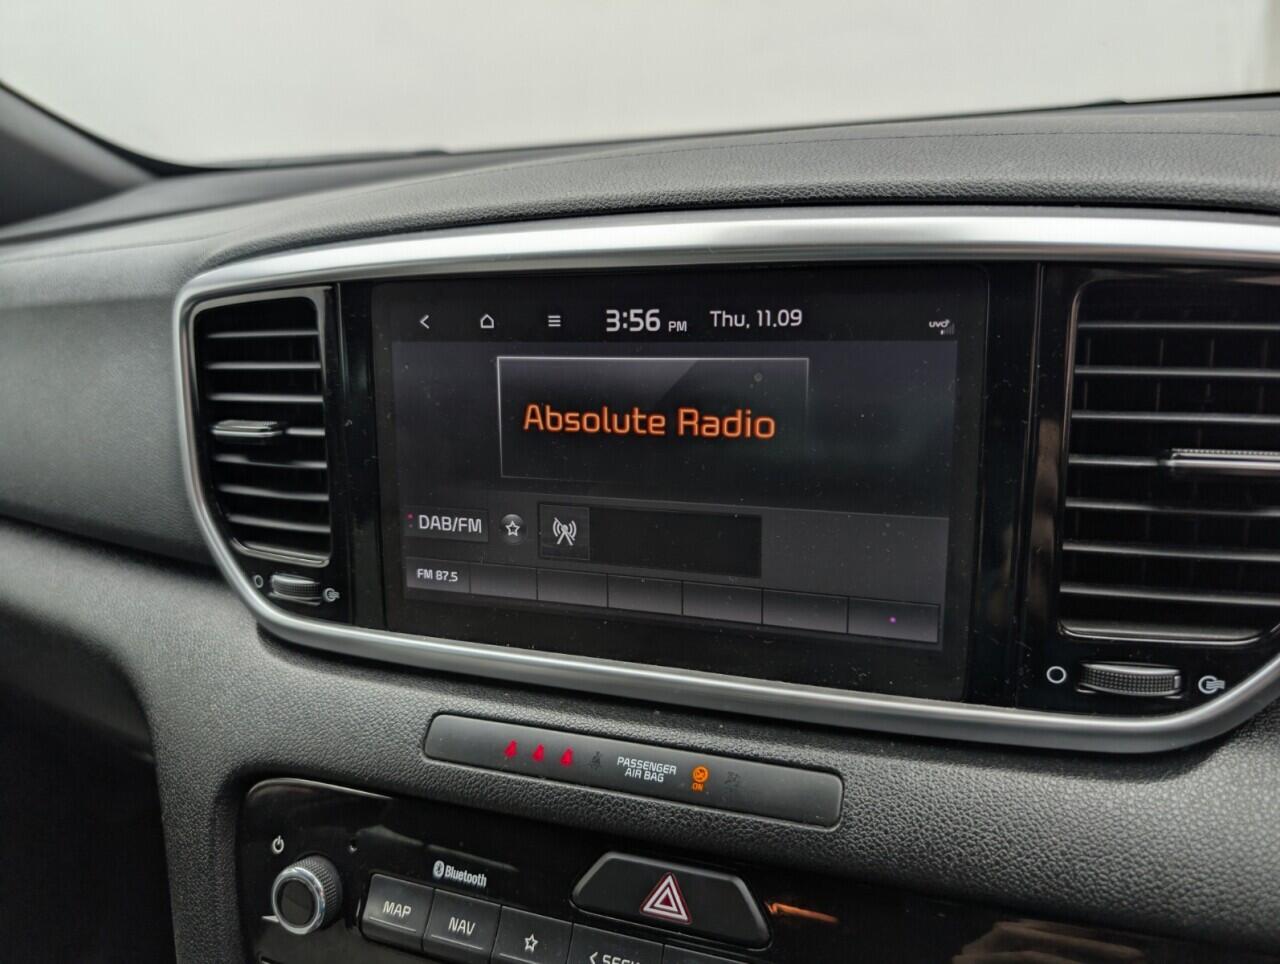 3:56 PM Thu, 11.09
UVO
Absolute Radio
DAB/FM
FM 87.5
PASSENGER
AIR BAG
ON
Bluetooth
MAP
NAV